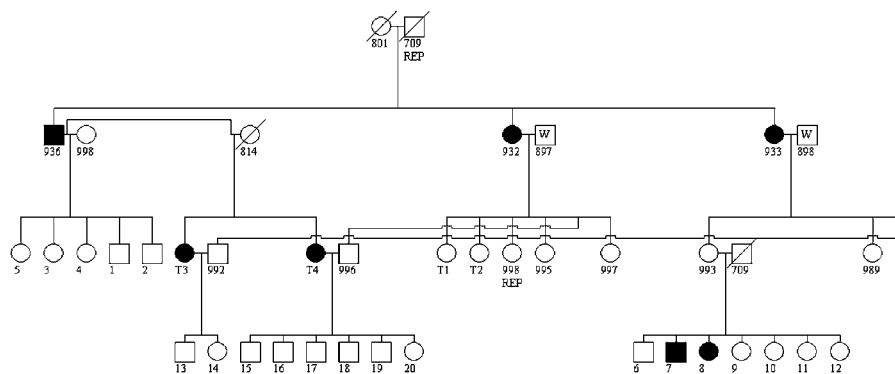 801 709
REP
W W
936 998 814 932 897 933 898
5 3 4 1 2 T3 992 T4 996 T1 T2 998 995 997 993 709 989
REP
13 14 15 16 17 18 19 20 6 7 8 9 10 11 12